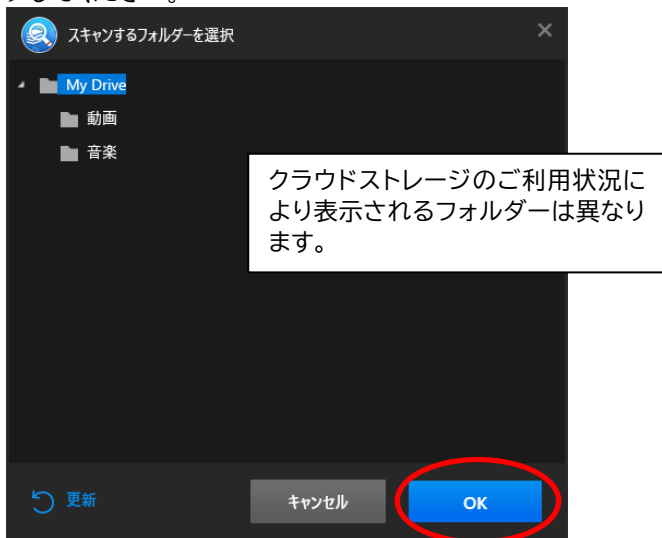 スキャンするフォルダーを選択
My Drive
動画
音楽
クラウドストレージのご利用状況に
より表示されるフォルダーは異なり
ます。
更新
キャンセル
OK